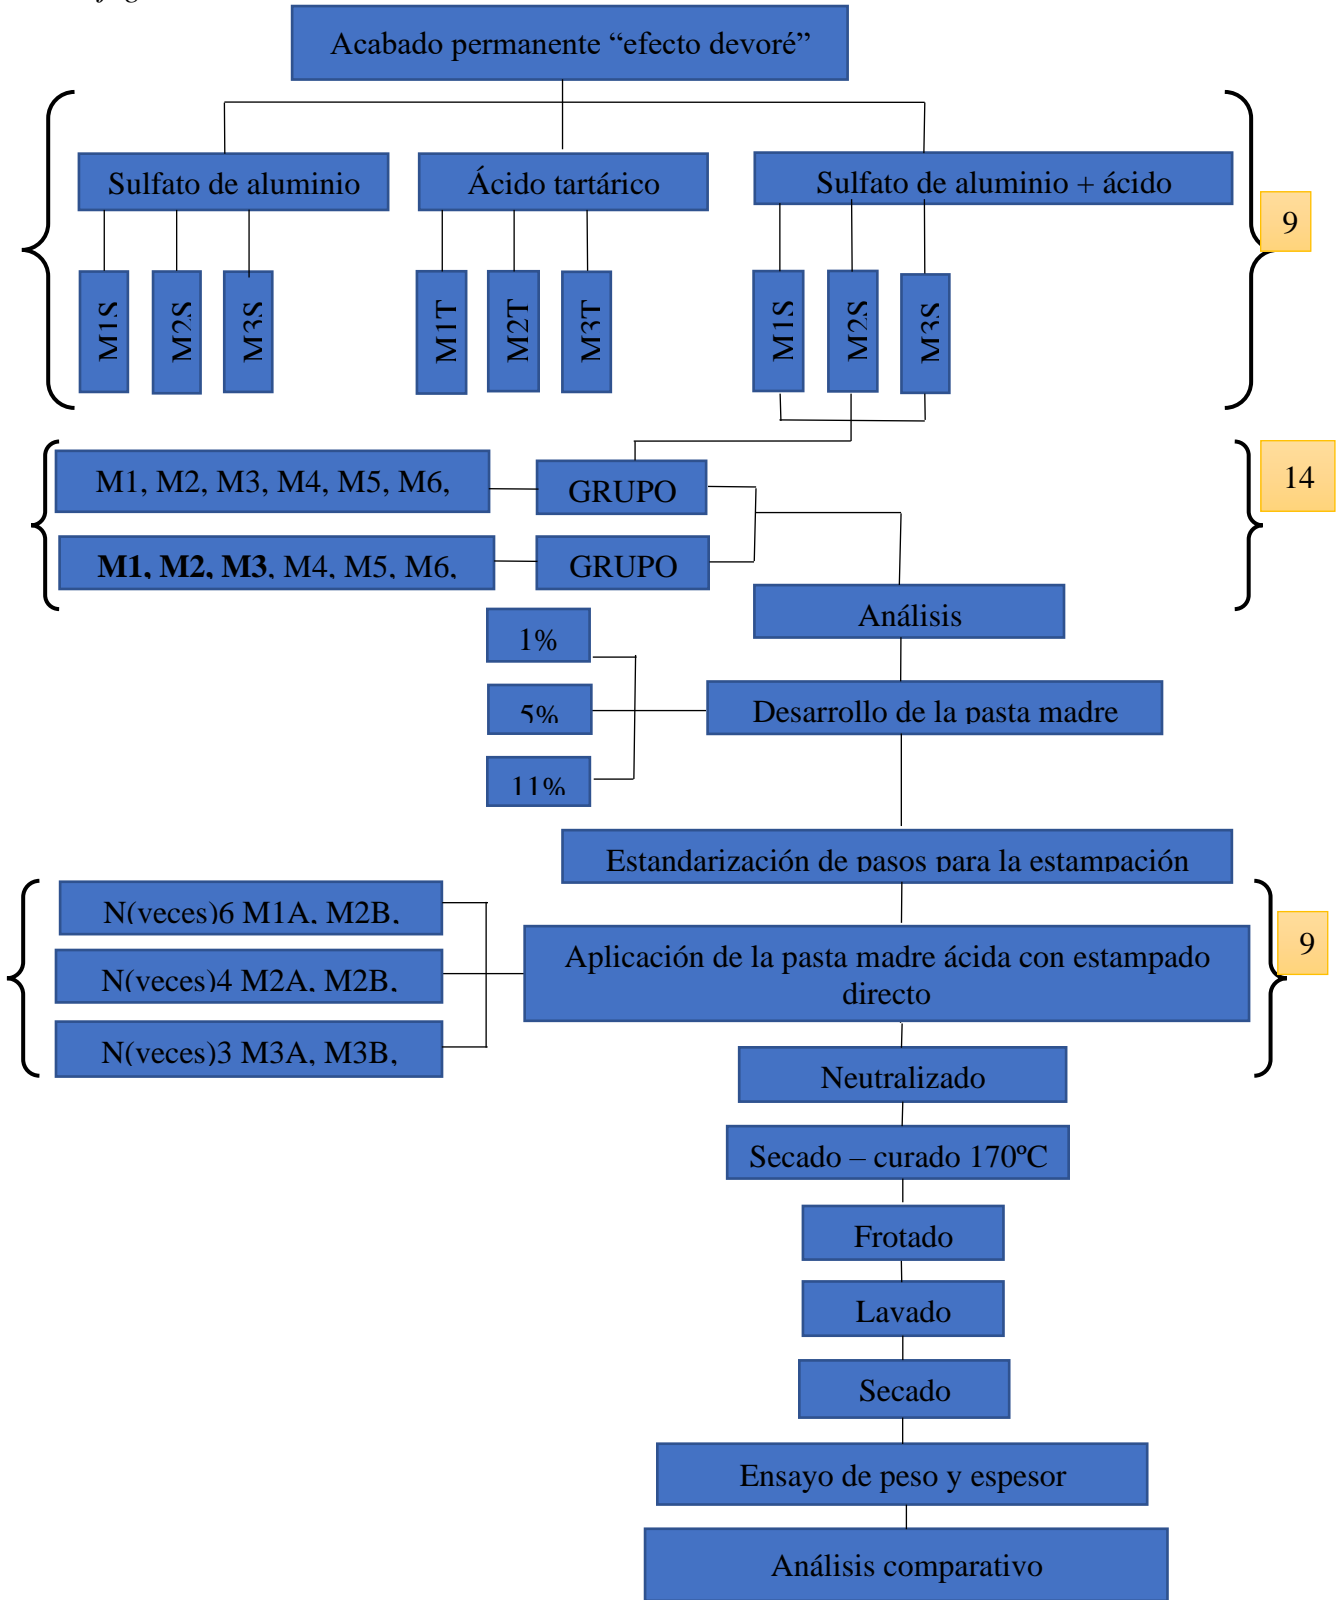 Acabado permanente “efecto devoré”
Sulfato de aluminio
Ácido tartárico
Sulfato de aluminio + ácido
9
M1S
M2S
M3S
M1T
M2T
M3T
M1S
M2S
M3S
M1, M2, M3, M4, M5, M6,
GRUPO
14
M1, M2, M3, M4, M5, M6,
GRUPO
Análisis
1%
5%
11%
Desarrollo de la pasta madre
Estandarización de pasos para la estampación
N(veces)6 M1A, M2B,
N(veces)4 M2A, M2B,
N(veces)3 M3A, M3B,
Aplicación de la pasta madre ácida con estampado
directo
9
Neutralizado
Secado – curado 170ºC
Frotado
Lavado
Secado
Ensayo de peso y espesor
Análisis comparativo